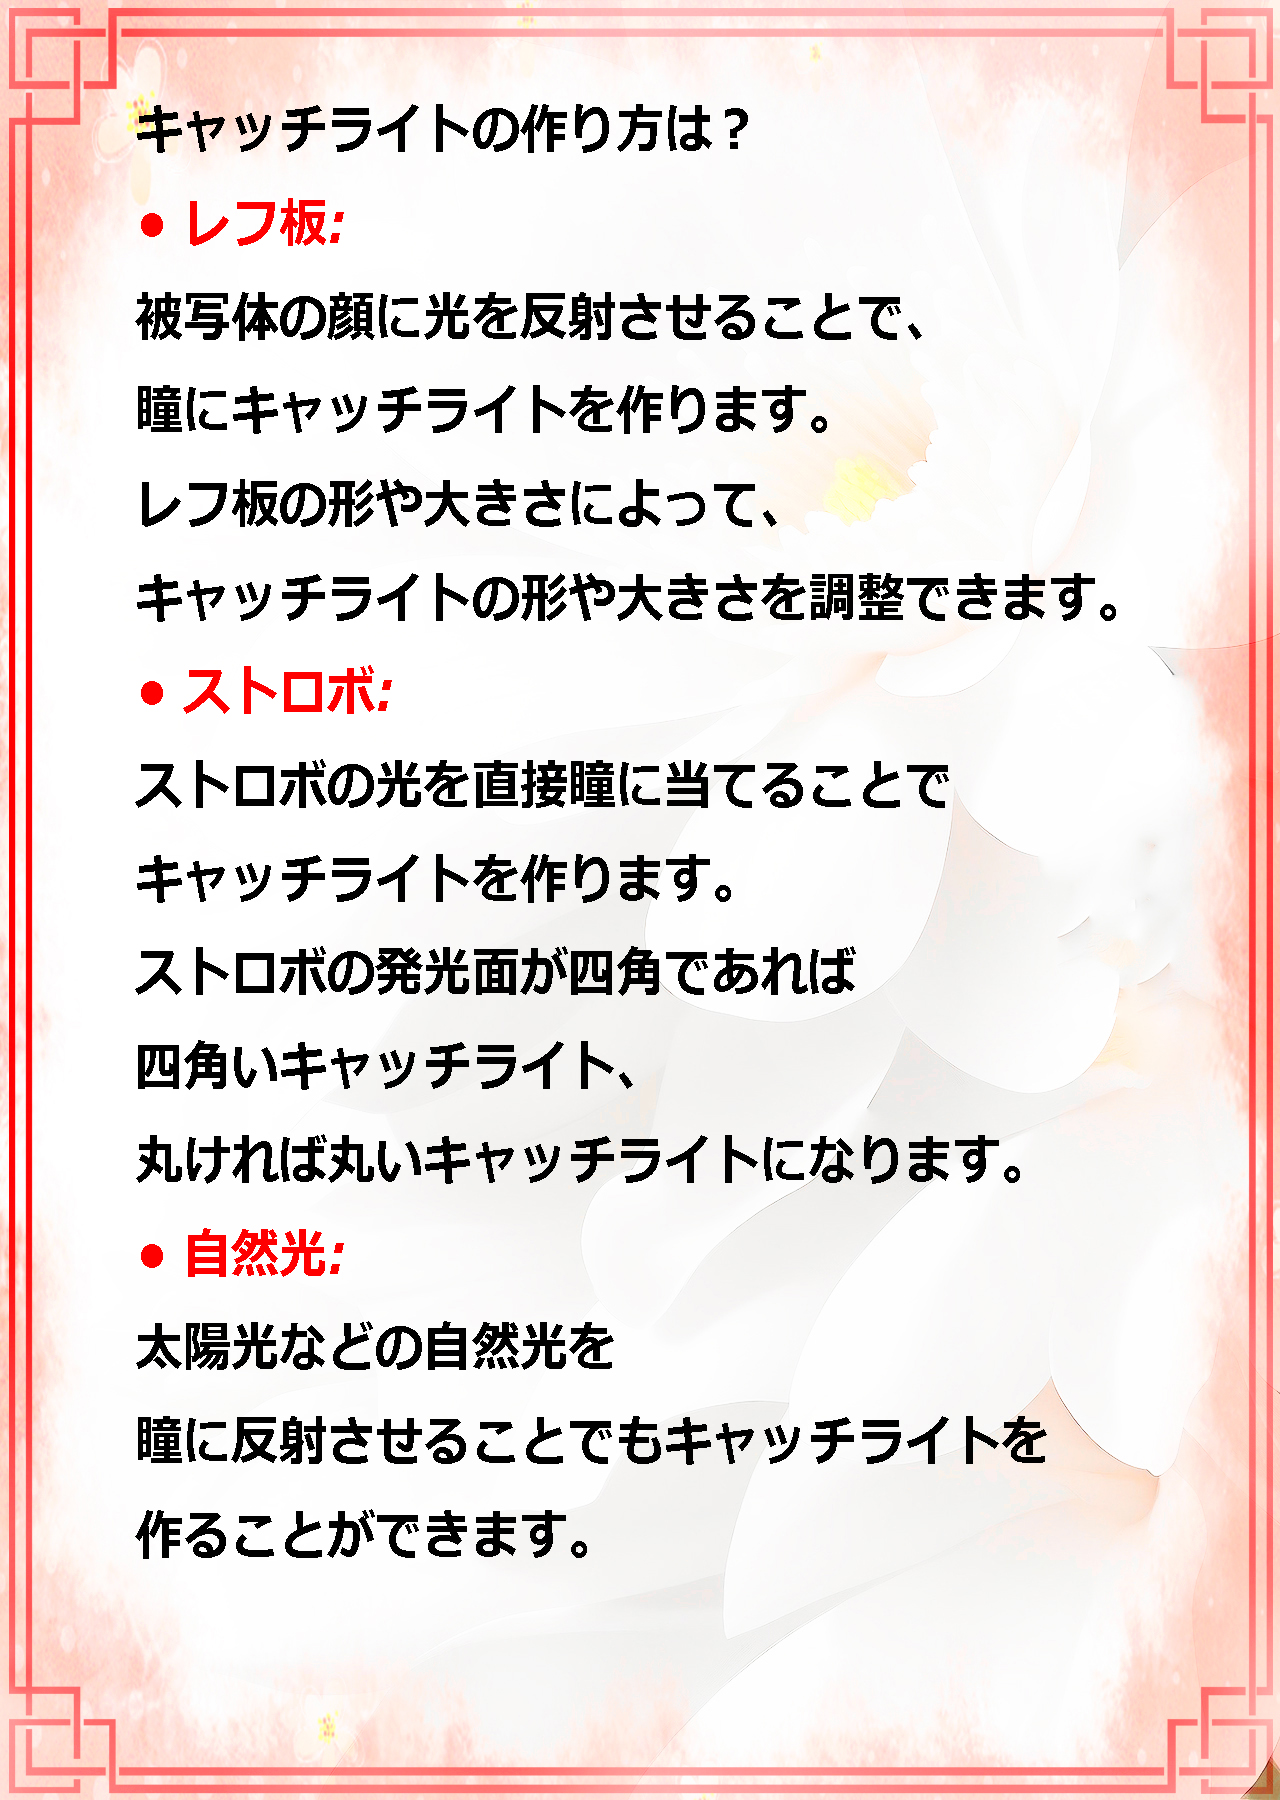 キャッチライトの作り方は？
● レフ板:
被写体の顔に光を反射させることで、
瞳にキャッチライトを作ります。
レフ板の形や大きさによって、
キャッチライトの形や大きさを調整できます。
● ストロボ:
ストロボの光を直接瞳に当てることで
キャッチライトを作ります。
ストロボの発光面が四角であれば
四角いキャッチライト、
丸ければ丸いキャッチライトになります。
● 自然光:
太陽光などの自然光を
瞳に反射させることでもキャッチライトを
作ることができます。